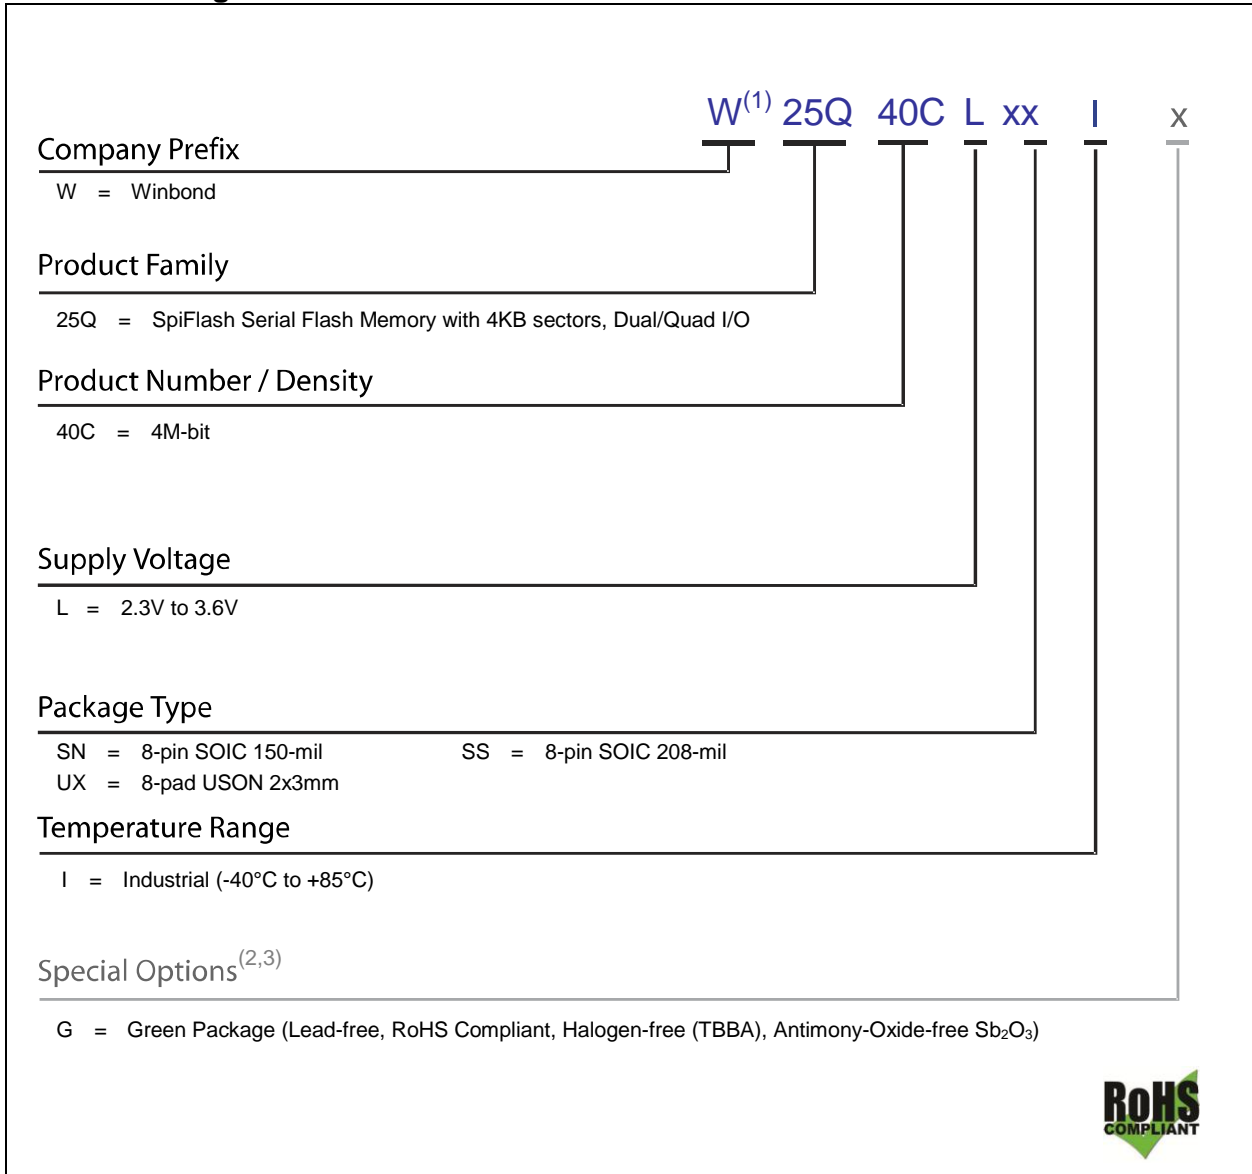 W(1) 25Q 40C L xx I x
Company Prefix
W = Winbond
Product Family
25Q = SpiFlash Serial Flash Memory with 4KB sectors, Dual/Quad I/O
Product Number / Density
40C = 4M-bit
Supply Voltage
L = 2.3V to 3.6V
Package Type
SN = 8-pin SOIC 150-mil SS = 8-pin SOIC 208-mil
UX = 8-pad USON 2x3mm
Temperature Range
I = Industrial (-40°C to +85°C)
Special Options(2,3)
G = Green Package (Lead-free, RoHS Compliant, Halogen-free (TBBA), Antimony-Oxide-free Sb₂O₃)
RoHS
COMPLIANT